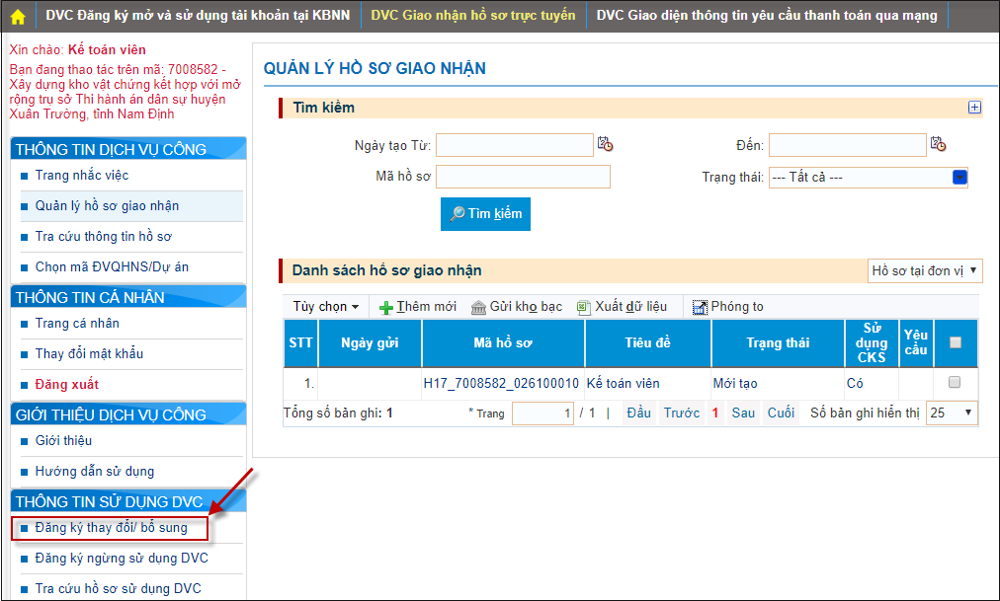 DVC Đăng ký mở và sử dụng tài khoản tại KBNN DVC Giao nhận hồ sơ trực tuyến DVC Giao diện thông tin yêu cầu thanh toán qua mạng
Xin chào: Kế toán viên
Bạn đang thao tác trên mã: 7008582 -
Xây dựng kho vật chứng kết hợp với mở
rộng trụ sở Thi hành án dân sự huyện
Xuân Trường, tỉnh Nam Định
THÔNG TIN DỊCH VỤ CÔNG
Trang nhắc việc
Quản lý hồ sơ giao nhận
Tra cứu thông tin hồ sơ
Chọn mã ĐVQHNS/Dự án
THÔNG TIN CÁ NHÂN
Trang cá nhân
Thay đổi mật khẩu
Đăng xuất
GIỚI THIỆU DỊCH VỤ CÔNG
Giới thiệu
Hướng dẫn sử dụng
THÔNG TIN SỬ DỤNG DVC
Đăng ký thay đổi/ bổ sung
Đăng ký ngừng sử dụng DVC
Tra cứu hồ sơ sử dụng DVC
QUẢN LÝ HỒ SƠ GIAO NHẬN
Tìm kiếm
Ngày tạo Từ: Đến:
Mã hồ sơ Trạng thái: --- Tất cả ---
Tìm kiếm
Danh sách hồ sơ giao nhận Hồ sơ tại đơn vị
Tùy chọn Thêm mới Gửi kho bạc Xuất dữ liệu Phóng to
STT Ngày gửi Mã hồ sơ Tiêu đề Trạng thái Sử dụng CKS Yêu cầu
1. H17_7008582_026100010 Kế toán viên Mới tạo Có
Tổng số bản ghi: 1 * Trang 1 / 1 | Đầu Trước 1 Sau Cuối Số bản ghi hiển thị 25